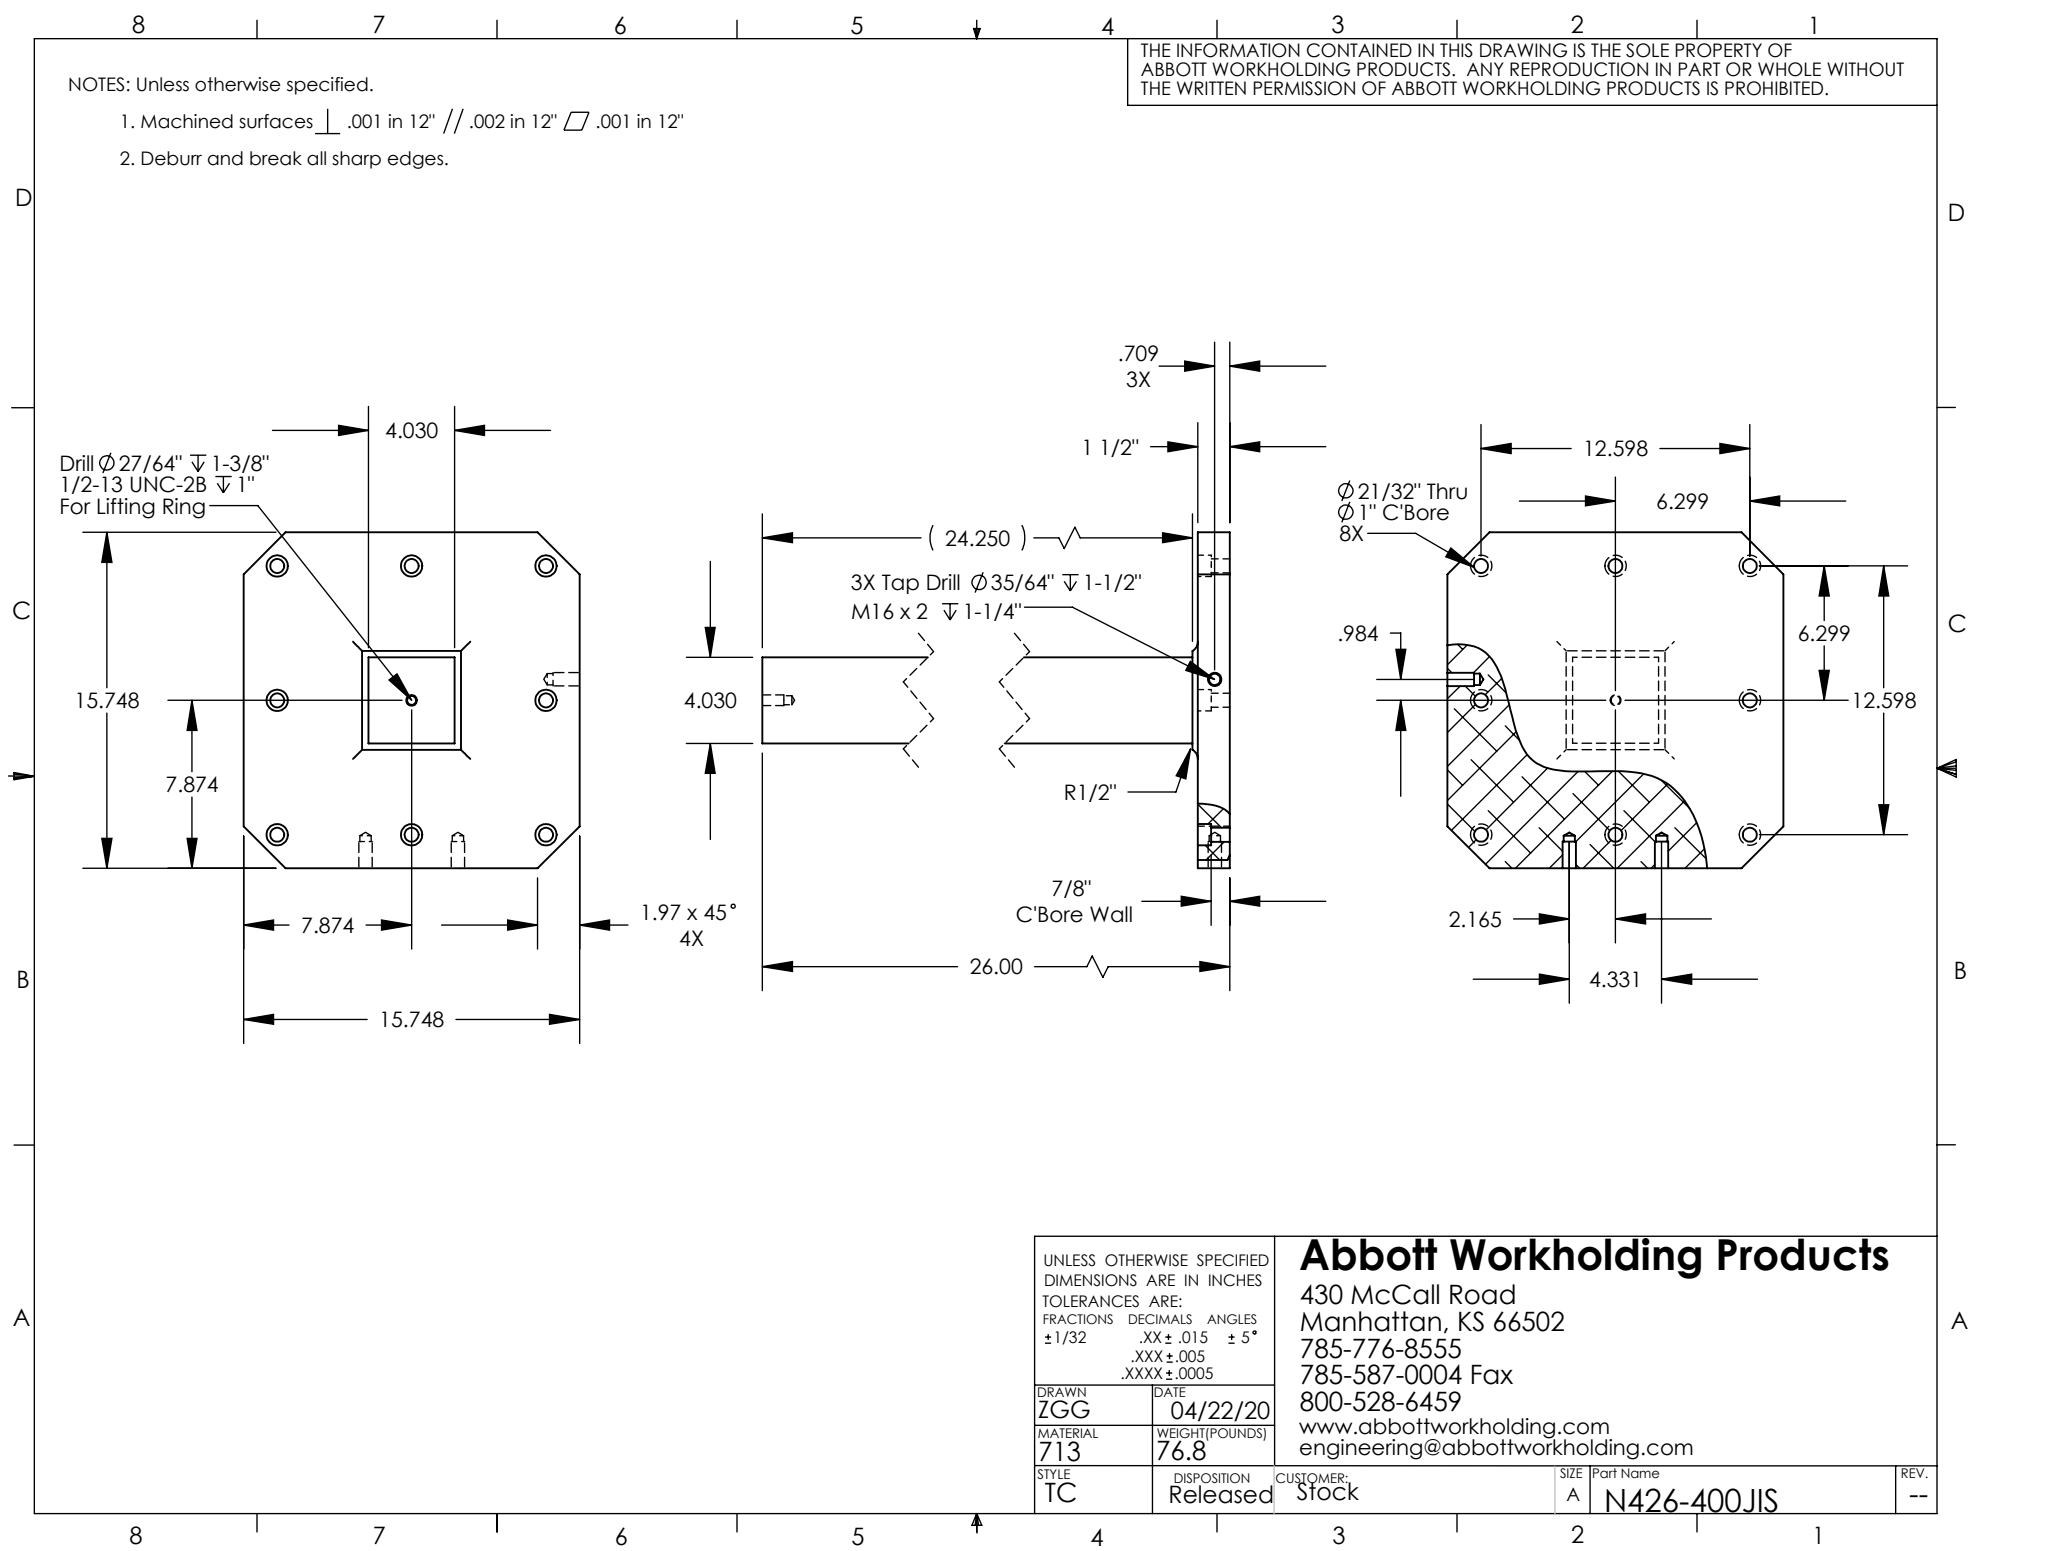 8 7 6 5 4 3 2 1
THE INFORMATION CONTAINED IN THIS DRAWING IS THE SOLE PROPERTY OF
ABBOTT WORKHOLDING PRODUCTS.  ANY REPRODUCTION IN PART OR WHOLE WITHOUT
THE WRITTEN PERMISSION OF ABBOTT WORKHOLDING PRODUCTS IS PROHIBITED.
NOTES: Unless otherwise specified.
1. Machined surfaces ⊥ .001 in 12" // .002 in 12" ▱ .001 in 12"
2. Deburr and break all sharp edges.
D D
C C
B B
A A
4.030
Drill Ø 27/64" ↧ 1-3/8"
1/2-13 UNC-2B ↧ 1"
For Lifting Ring
15.748
7.874
7.874
1.97 x 45°
4X
15.748
.709
3X
1 1/2"
( 24.250 )
3X Tap Drill Ø 35/64" ↧ 1-1/2"
M16 x 2 ↧ 1-1/4"
4.030
R1/2"
7/8"
C'Bore Wall
26.00
12.598
Ø 21/32" Thru
Ø 1" C'Bore
8X
6.299
.984
6.299
12.598
2.165
4.331
UNLESS OTHERWISE SPECIFIED
DIMENSIONS ARE IN INCHES
TOLERANCES ARE:
FRACTIONS DECIMALS ANGLES
±1/32 .XX± .015 ± 5°
.XXX±.005
.XXXX±.0005
DRAWN
ZGG
DATE
04/22/20
MATERIAL
713
WEIGHT(POUNDS)
76.8
STYLE
TC
DISPOSITION
Released
Abbott Workholding Products
430 McCall Road
Manhattan, KS 66502
785-776-8555
785-587-0004 Fax
800-528-6459
www.abbottworkholding.com
engineering@abbottworkholding.com
CUSTOMER:
Stock
SIZE
A
Part Name
N426-400JIS
REV.
--
8 7 6 5 4 3 2 1